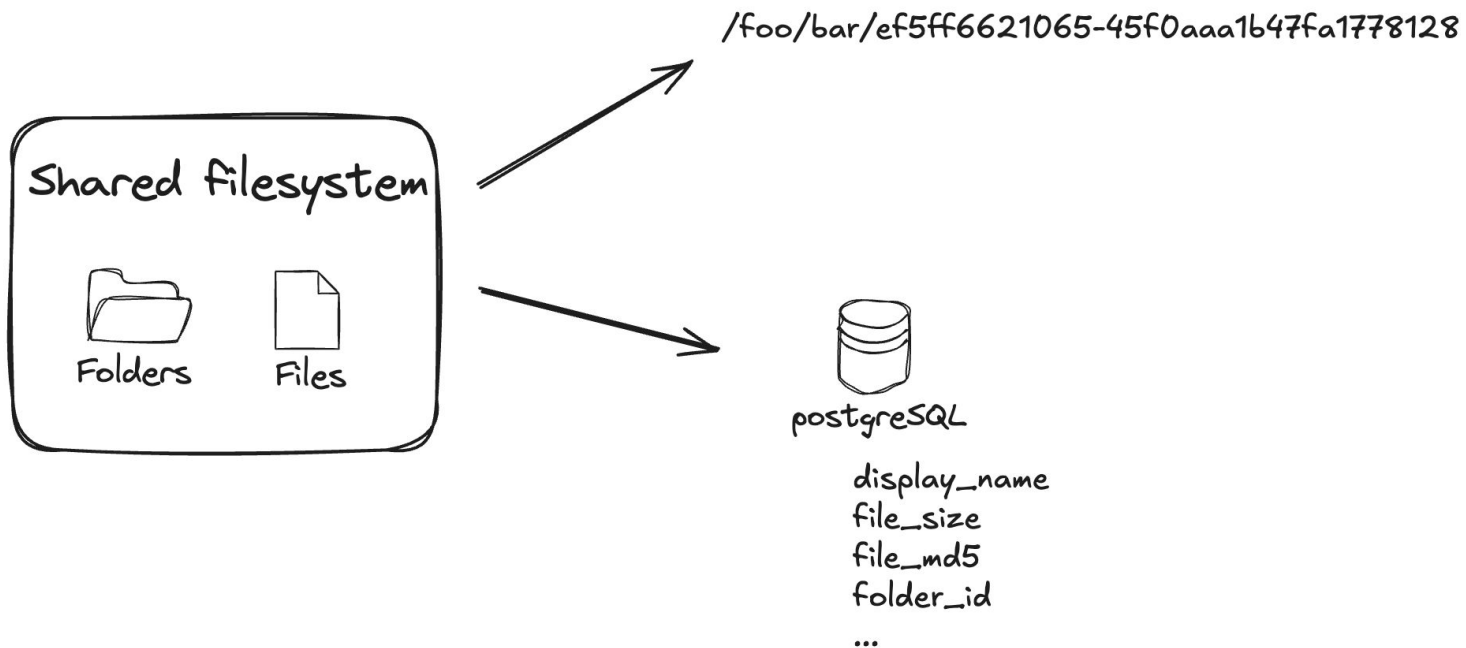 /foo/bar/ef5ff6621065-45f0aaa1b47fa1778128
Shared filesystem
Folders
Files
postgreSQL
display_name
file_size
file_md5
folder_id
...